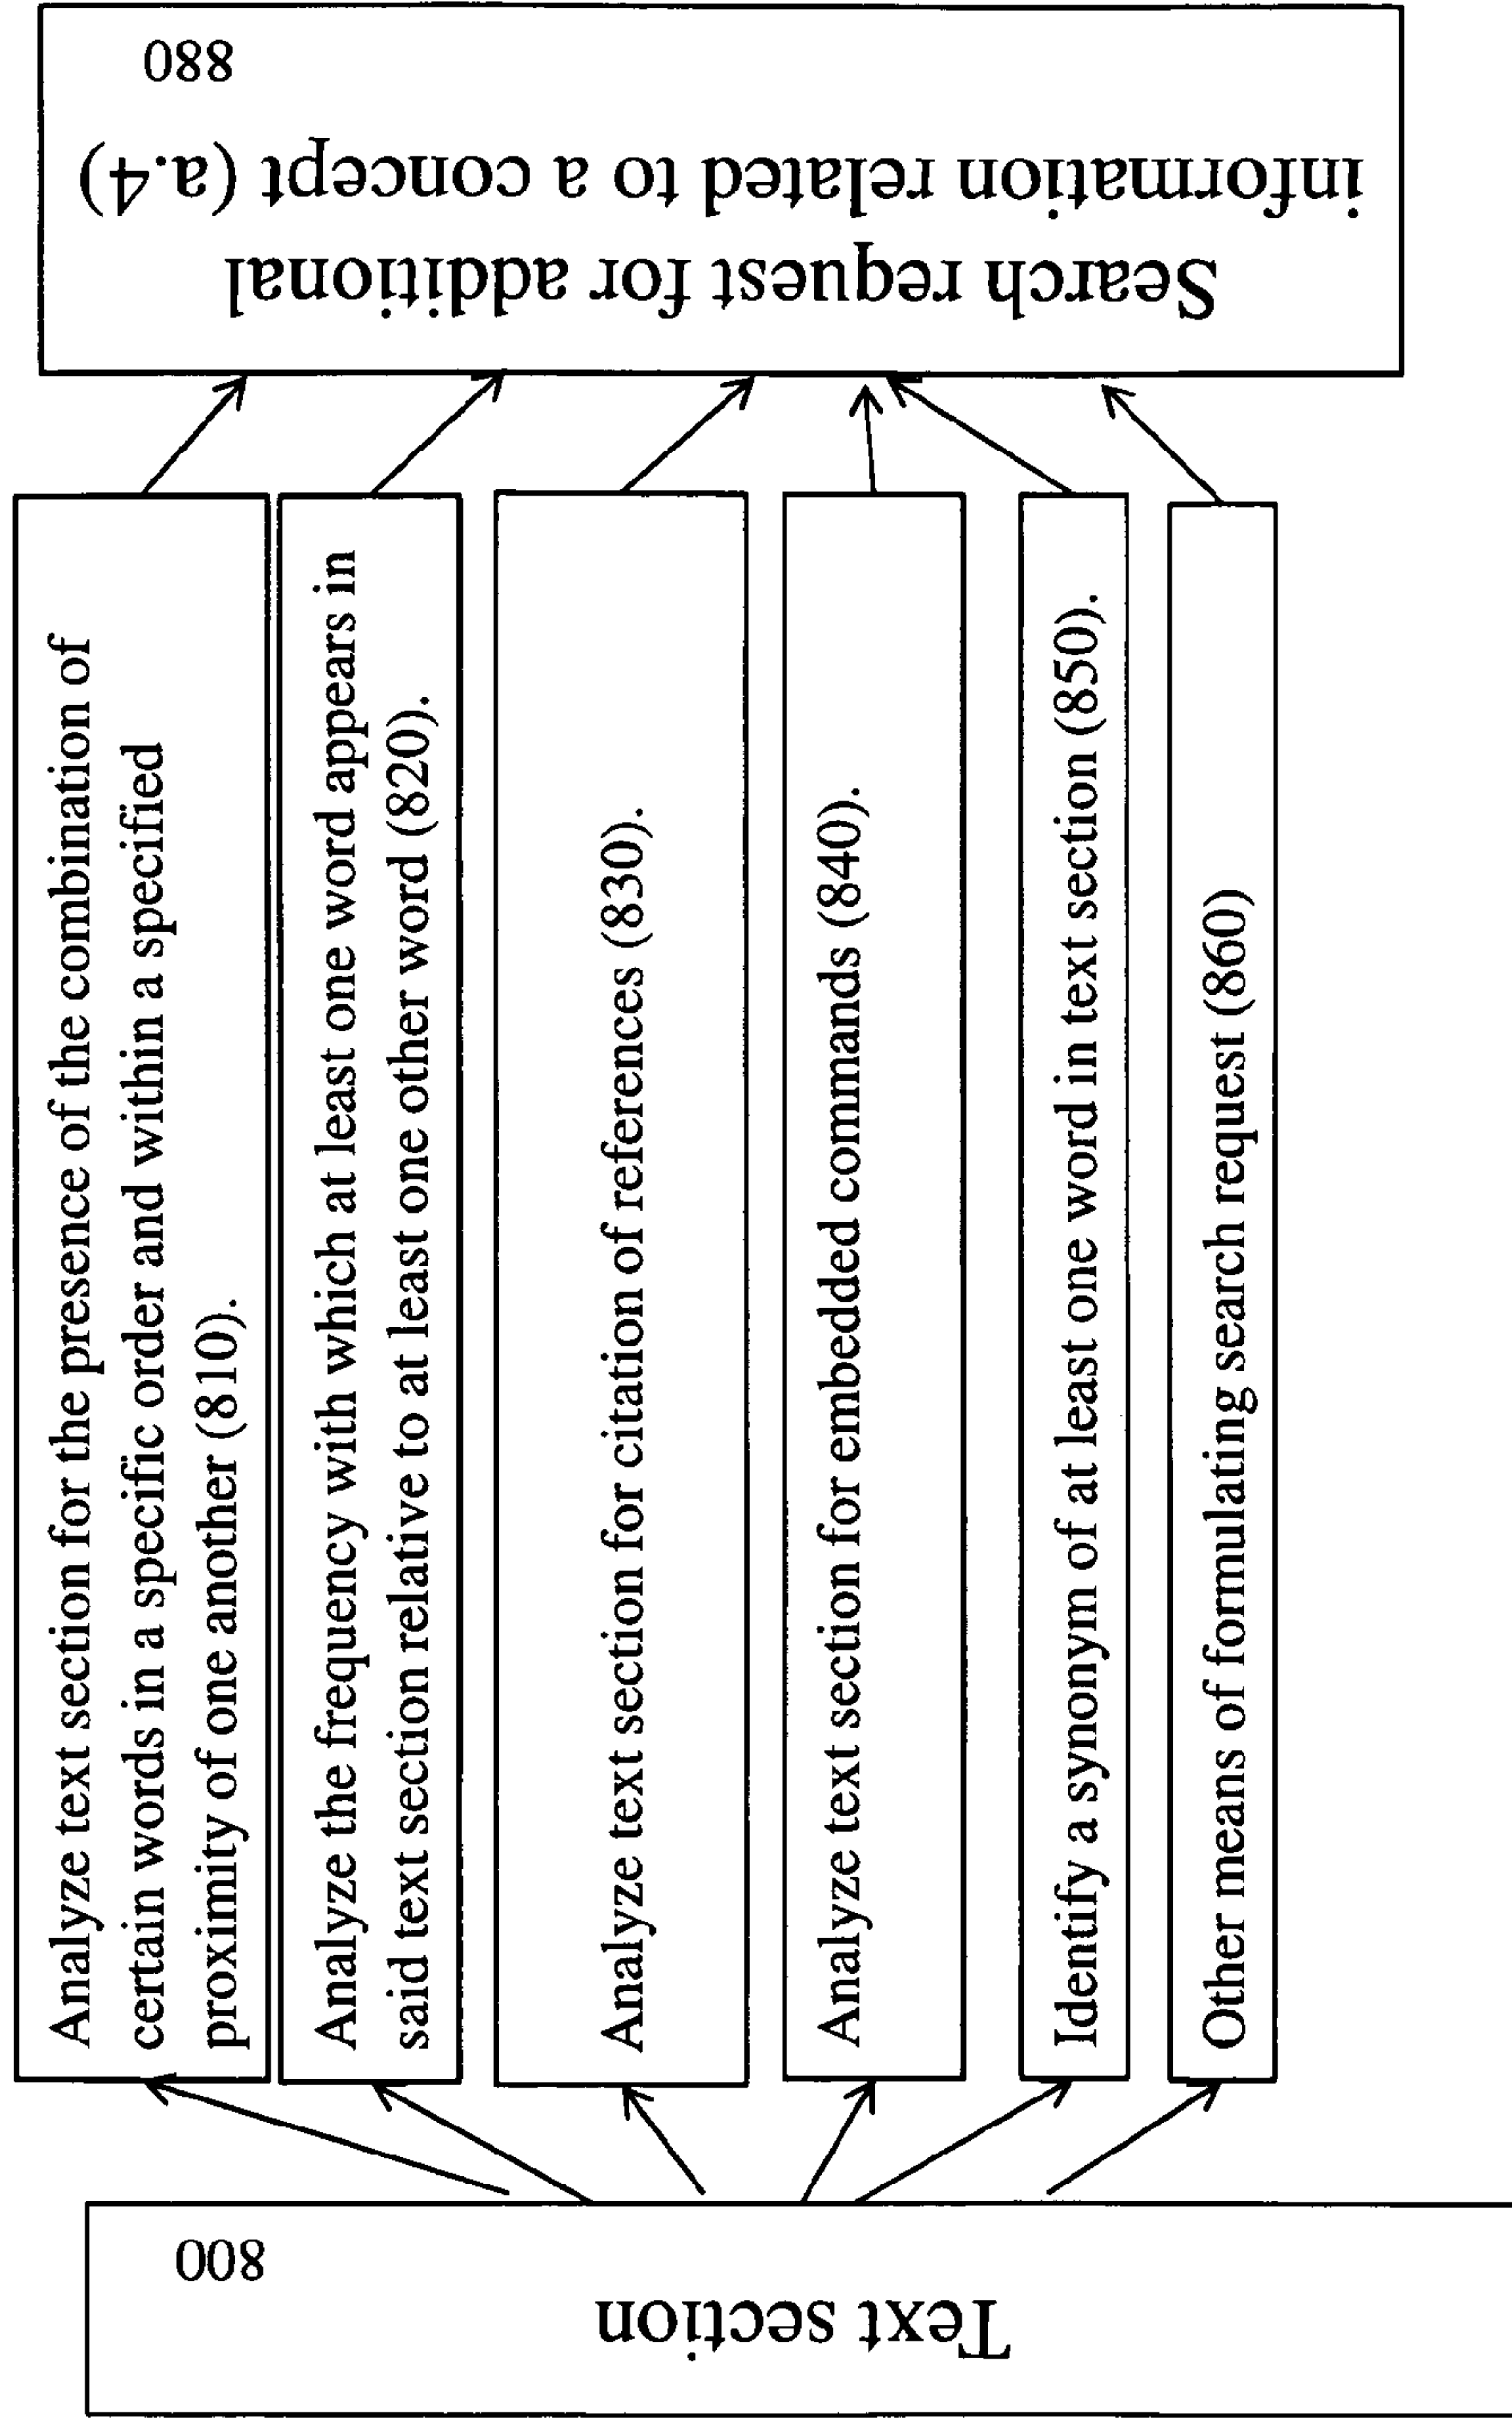 Text section
800
Analyze text section for the presence of the combination of
certain words in a specific order and within a specified
proximity of one another (810).
Analyze the frequency with which at least one word appears in
said text section relative to at least one other word (820).
Analyze text section for citation of references (830).
Analyze text section for embedded commands (840).
Identify a synonym of at least one word in text section (850).
Other means of formulating search request (860)
Search request for additional
information related to a concept (a.4)
880